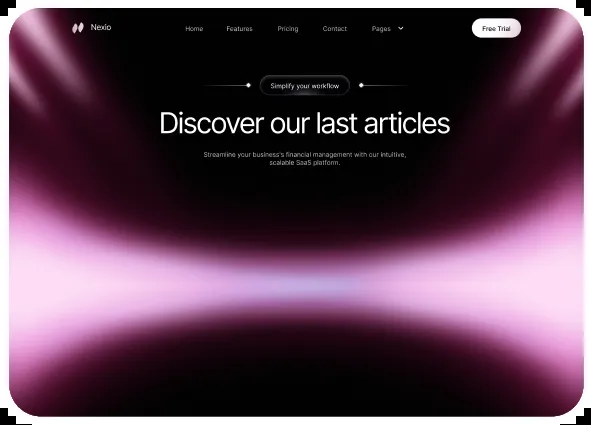 Nexio
Home Features Pricing Contact Pages Free Trial
Simplify your workflow
Discover our last articles
Streamline your business's financial management with our intuitive,
scalable SaaS platform.